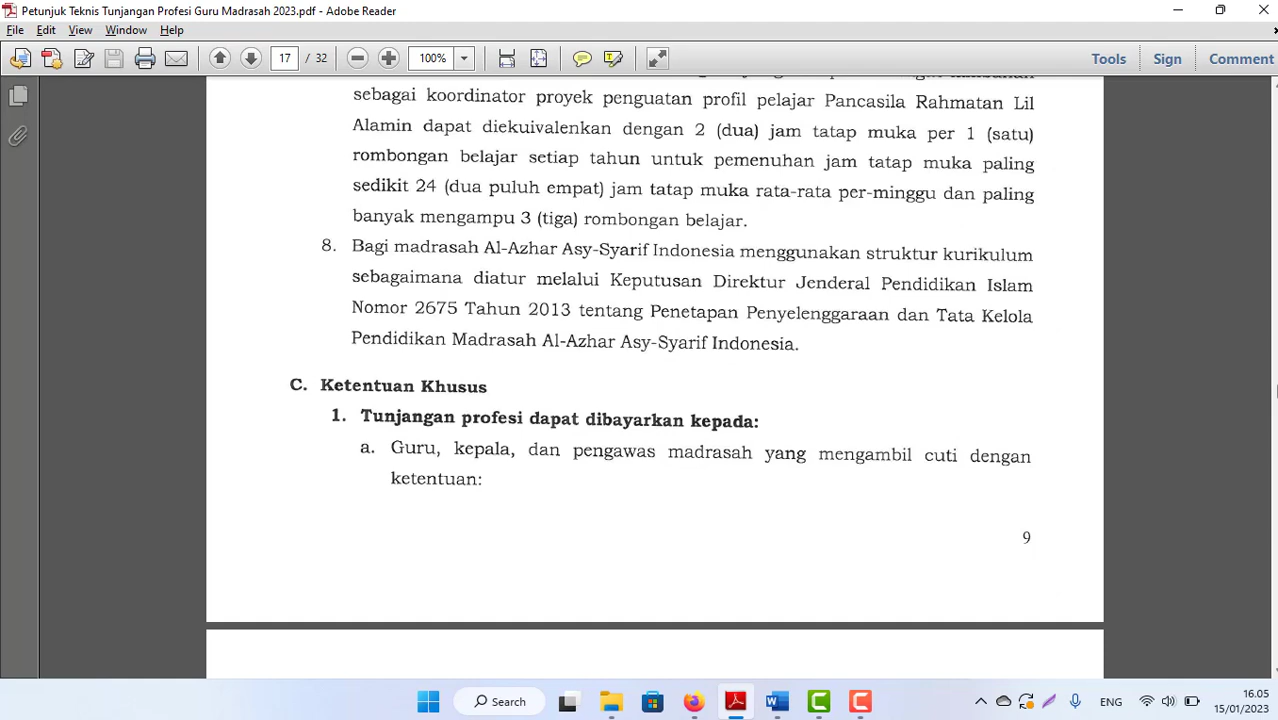 Petunjuk Teknis Tunjangan Profesi Guru Madrasah 2023.pdf - Adobe Reader
File Edit View Window Help
17 / 32 100% Tools Sign Comment
sebagai koordinator proyek penguatan profil pelajar Pancasila Rahmatan Lil
Alamin dapat diekuivalenkan dengan 2 (dua) jam tatap muka per 1 (satu)
rombongan belajar setiap tahun untuk pemenuhan jam tatap muka paling
sedikit 24 (dua puluh empat) jam tatap muka rata-rata per-minggu dan paling
banyak mengampu 3 (tiga) rombongan belajar.
8. Bagi madrasah Al-Azhar Asy-Syarif Indonesia menggunakan struktur kurikulum
sebagaimana diatur melalui Keputusan Direktur Jenderal Pendidikan Islam
Nomor 2675 Tahun 2013 tentang Penetapan Penyelenggaraan dan Tata Kelola
Pendidikan Madrasah Al-Azhar Asy-Syarif Indonesia.
C. Ketentuan Khusus
1. Tunjangan profesi dapat dibayarkan kepada:
a. Guru, kepala, dan pengawas madrasah yang mengambil cuti dengan
ketentuan:
9
Search
ENG
16.05
15/01/2023